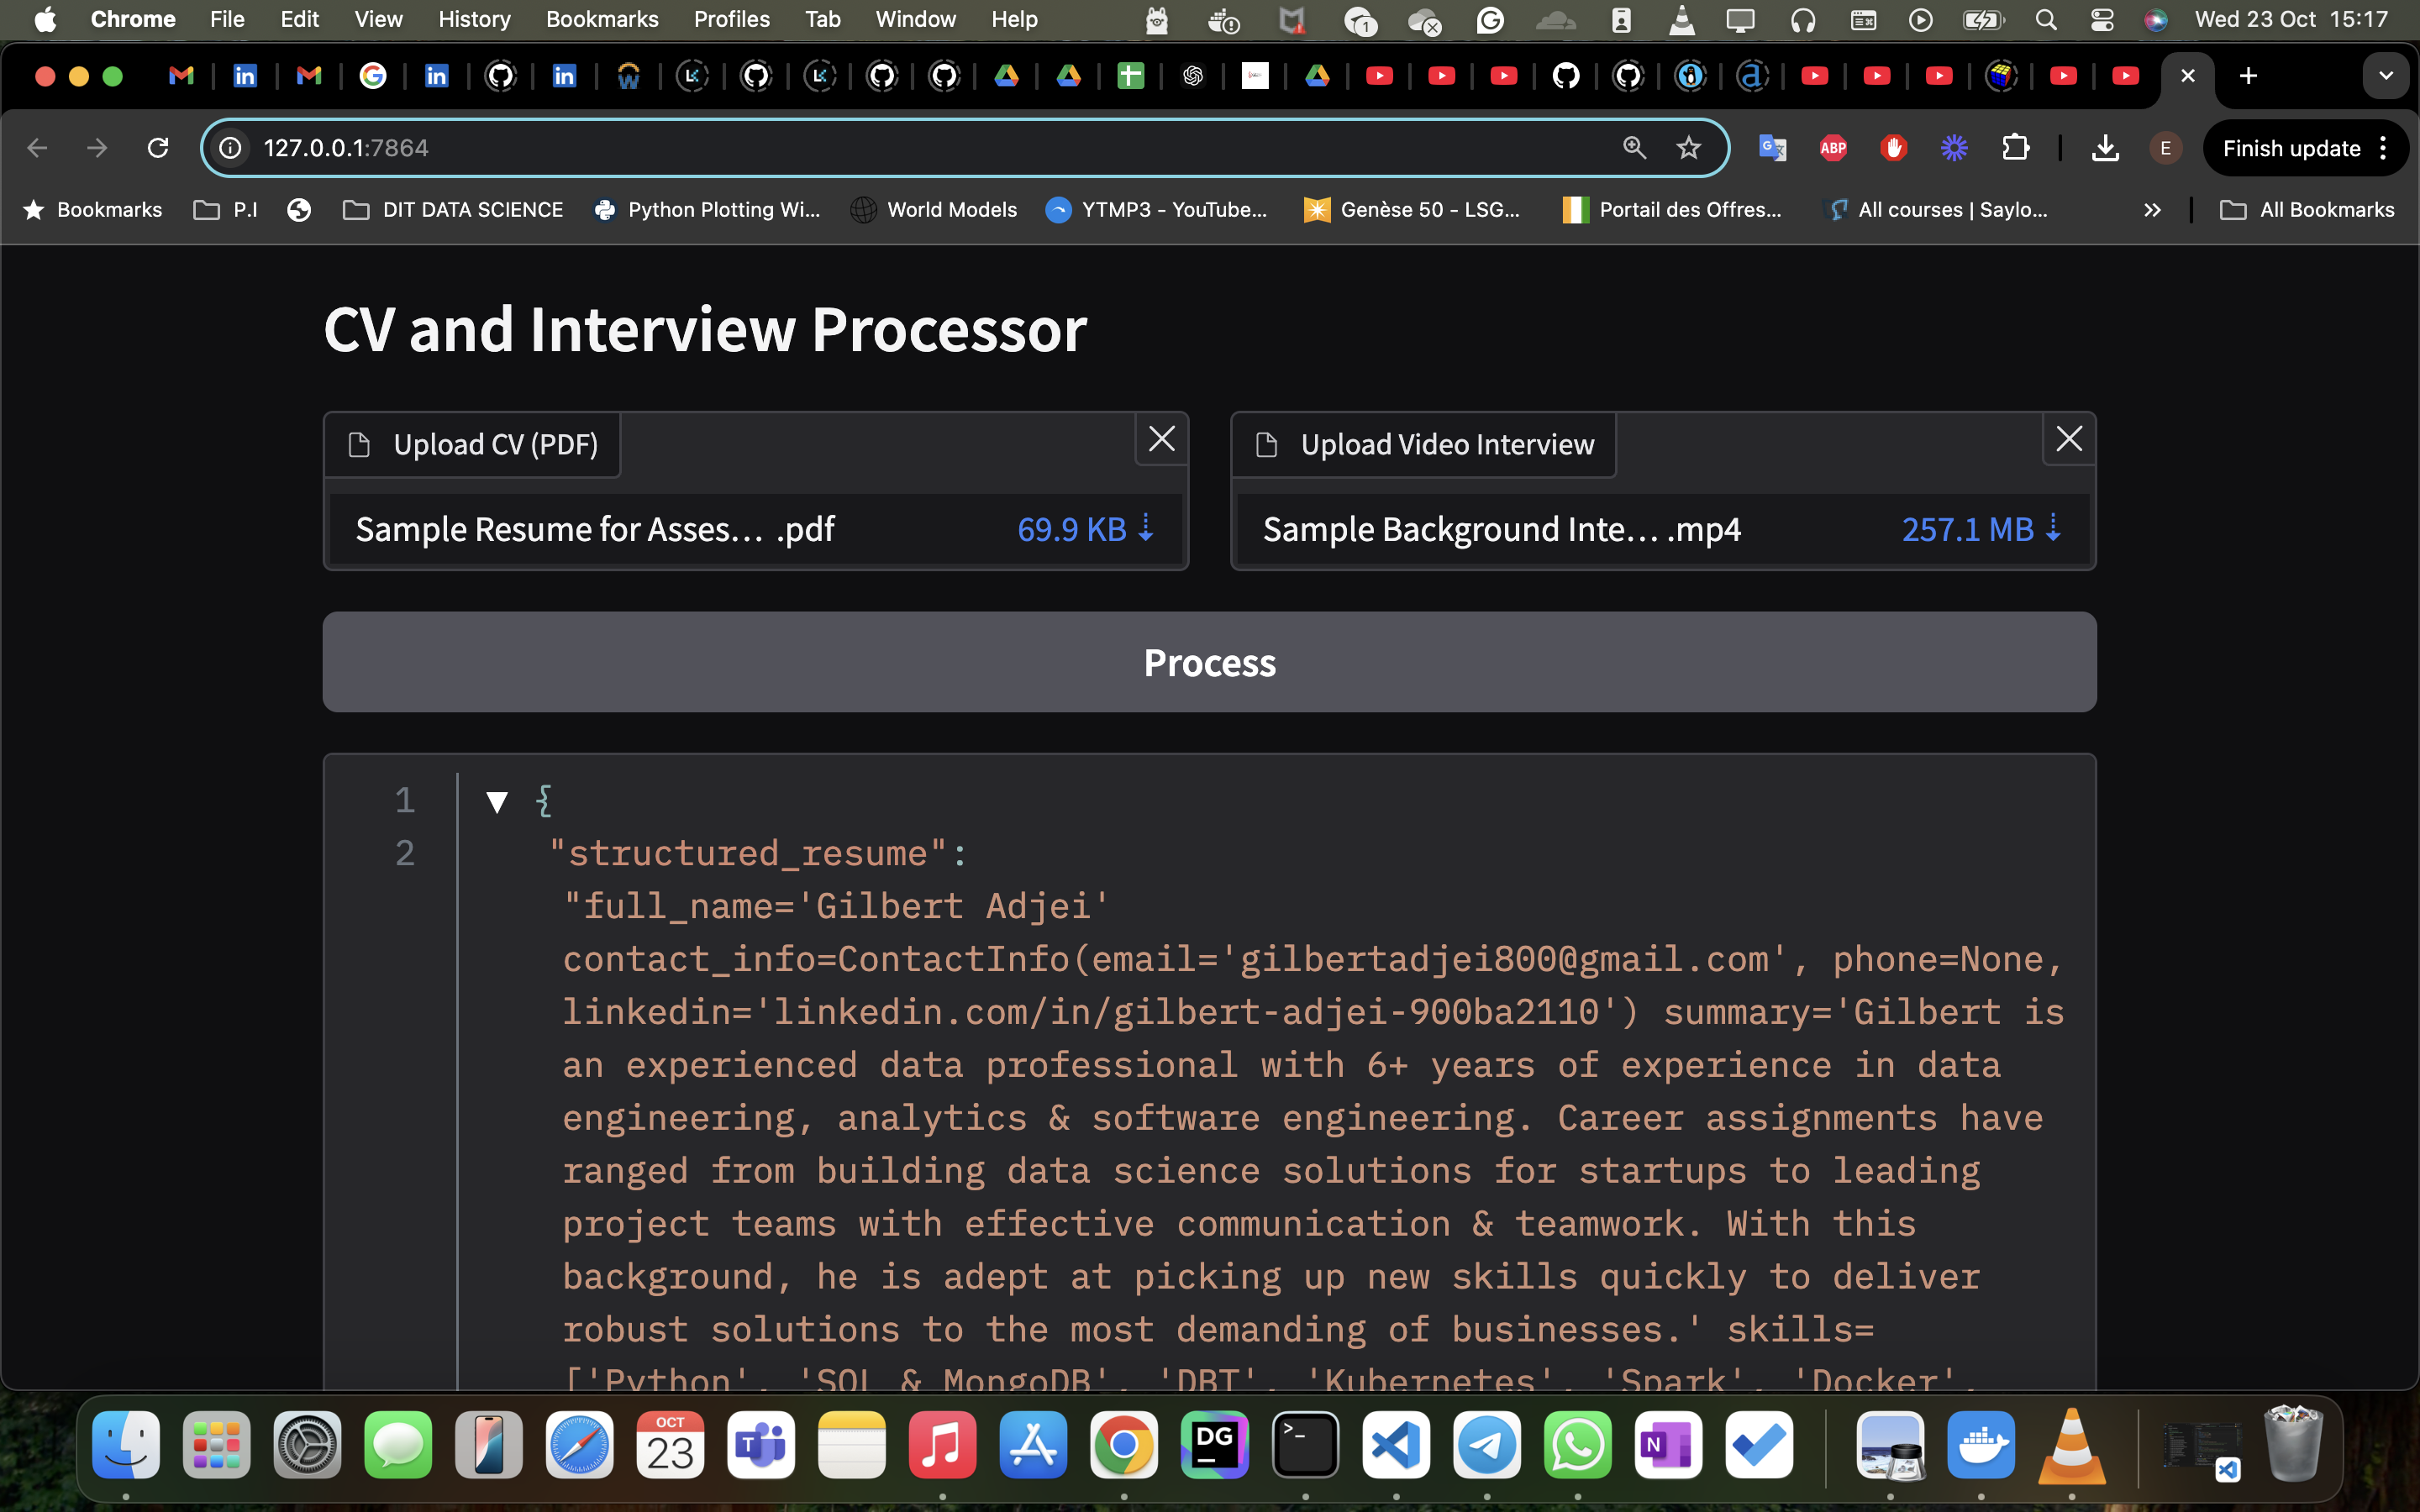 Chrome File Edit View History Bookmarks Profiles Tab Window Help 1 Wed 23 Oct 15:17
127.0.0.1:7864 ABP E Finish update
Bookmarks P.I DIT DATA SCIENCE Python Plotting Wi... World Models YTMP3 - YouTube... Genèse 50 - LSG... Portail des Offres... All courses | Saylo... All Bookmarks
CV and Interview Processor
Upload CV (PDF) Upload Video Interview
Sample Resume for Asses... .pdf 69.9 KB ⇣ Sample Background Inte... .mp4 257.1 MB ⇣
Process
1 ▼ {
2 "structured_resume":
"full_name='Gilbert Adjei'
contact_info=ContactInfo(email='gilbertadjei800@gmail.com', phone=None,
linkedin='linkedin.com/in/gilbert-adjei-900ba2110') summary='Gilbert is
an experienced data professional with 6+ years of experience in data
engineering, analytics & software engineering. Career assignments have
ranged from building data science solutions for startups to leading
project teams with effective communication & teamwork. With this
background, he is adept at picking up new skills quickly to deliver
robust solutions to the most demanding of businesses.' skills=
['Python', 'SQL & MongoDB', 'DBT', 'Kubernetes', 'Spark', 'Docker',
OCT
23
T
DG
N